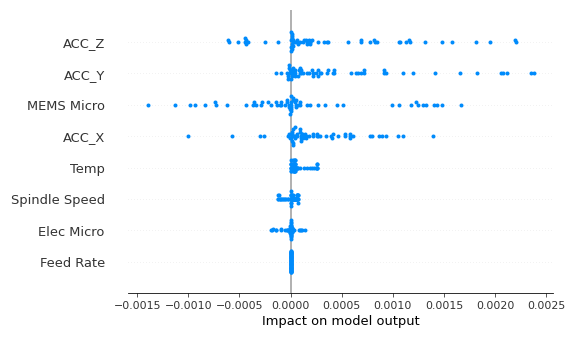 ACC_Z
ACC_Y
MEMS Micro
ACC_X
Temp
Spindle Speed
Elec Micro
Feed Rate
−0.0015 −0.0010 −0.0005 0.0000 0.0005 0.0010 0.0015 0.0020 0.0025
Impact on model output